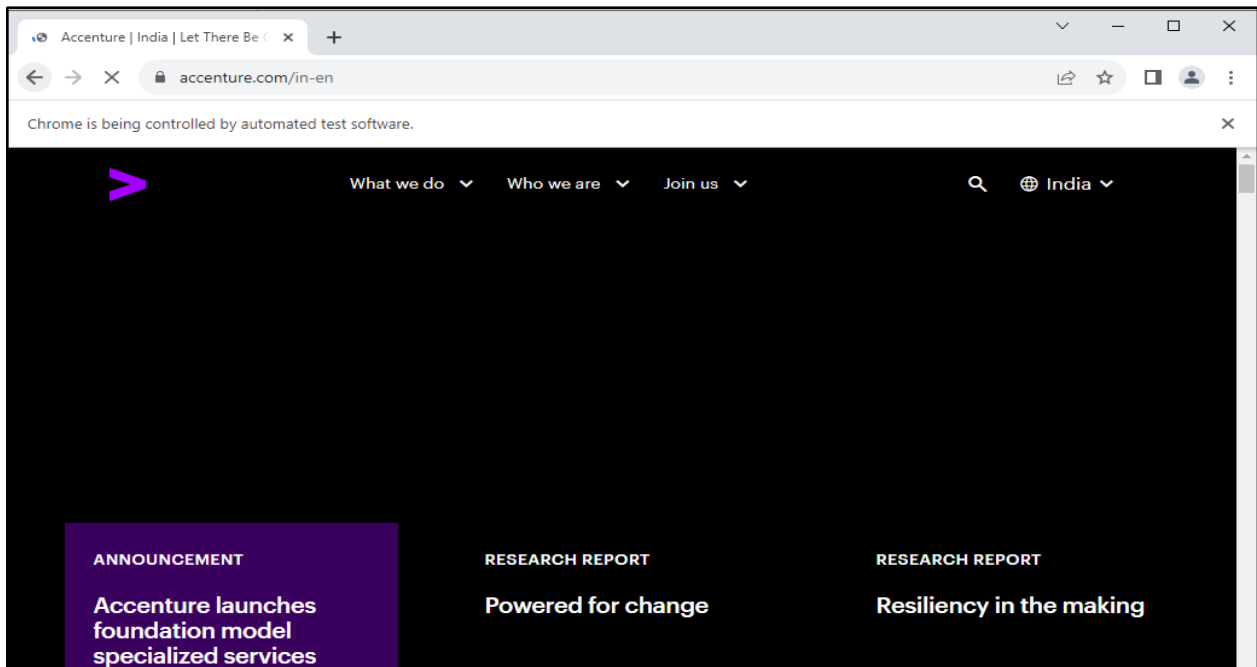 Accenture | India | Let There Be
accenture.com/in-en
Chrome is being controlled by automated test software.
What we do Who we are Join us India
ANNOUNCEMENT
Accenture launches
foundation model
specialized services
RESEARCH REPORT
Powered for change
RESEARCH REPORT
Resiliency in the making